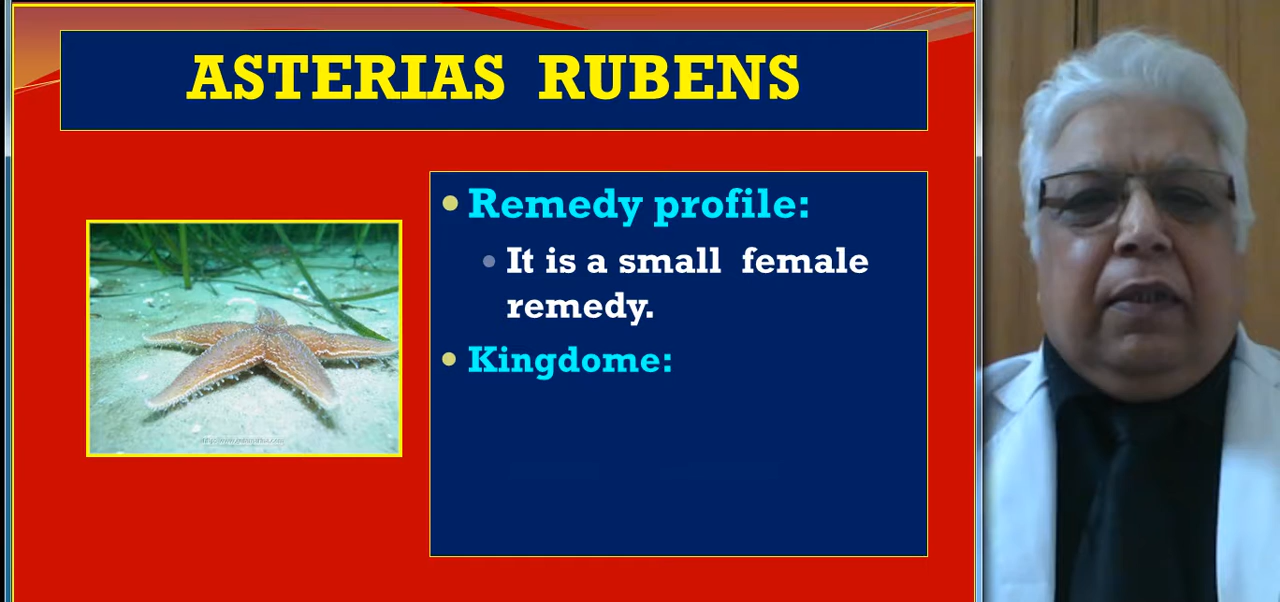 ASTERIAS RUBENS
Remedy profile:
It is a small female
remedy.
Kingdome: